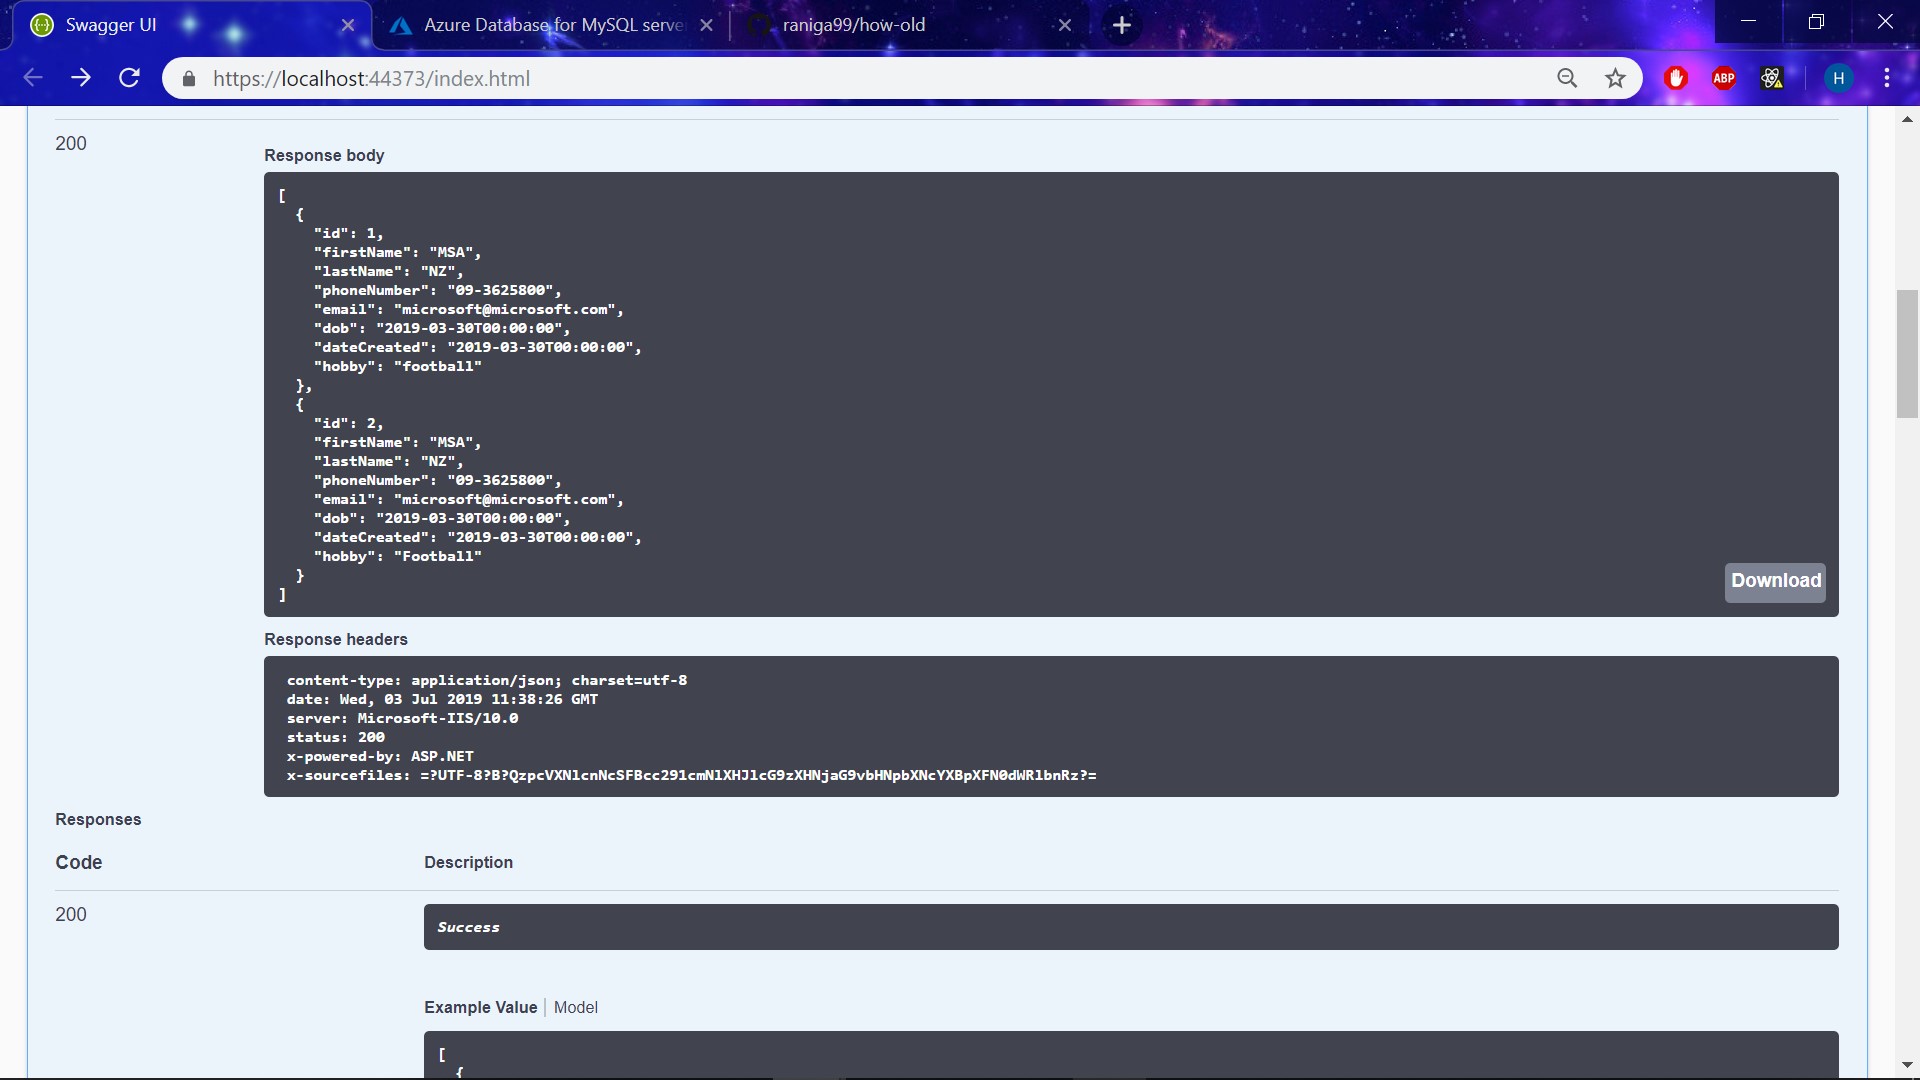 Swagger UI
Azure Database for MySQL serve
raniga99/how-old
https://localhost:44373/index.html
ABP
H
200
Response body
[
{
"id": 1,
"firstName": "MSA",
"lastName": "NZ",
"phoneNumber": "09-3625800",
"email": "microsoft@microsoft.com",
"dob": "2019-03-30T00:00:00",
"dateCreated": "2019-03-30T00:00:00",
"hobby": "football"
},
{
"id": 2,
"firstName": "MSA",
"lastName": "NZ",
"phoneNumber": "09-3625800",
"email": "microsoft@microsoft.com",
"dob": "2019-03-30T00:00:00",
"dateCreated": "2019-03-30T00:00:00",
"hobby": "Football"
}
]
Download
Response headers
content-type: application/json; charset=utf-8
date: Wed, 03 Jul 2019 11:38:26 GMT
server: Microsoft-IIS/10.0
status: 200
x-powered-by: ASP.NET
x-sourcefiles: =?UTF-8?B?QzpcVXNlcnNcSFBcc291cmNlXHJlcG9zXHNjaG9vbHNpbXNcYXBpXFN0dWRlbnRz?=
Responses
Code Description
200
Success
Example Value | Model
[
{